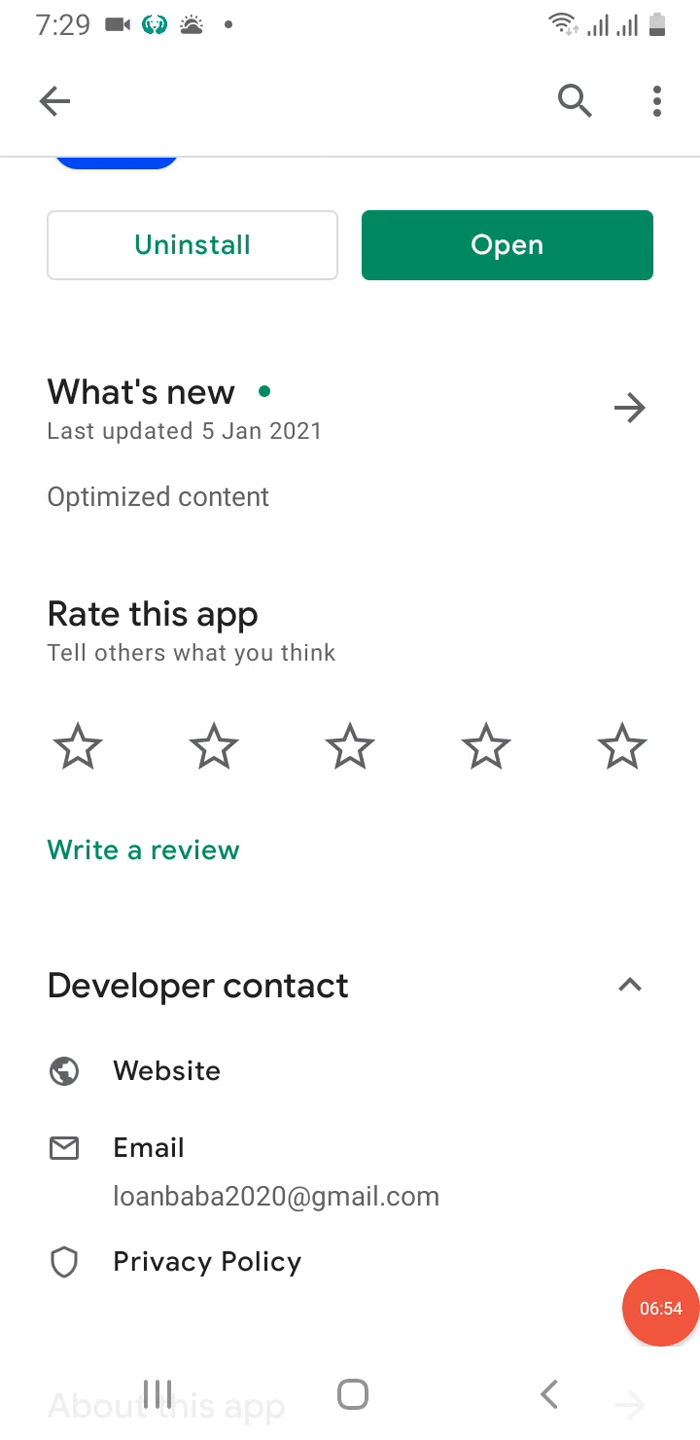 7:29
Uninstall
Open
What's new
Last updated 5 Jan 2021
Optimized content
Rate this app
Tell others what you think
Write a review
Developer contact
Website
Email
loanbaba2020@gmail.com
Privacy Policy
06:54
About this app